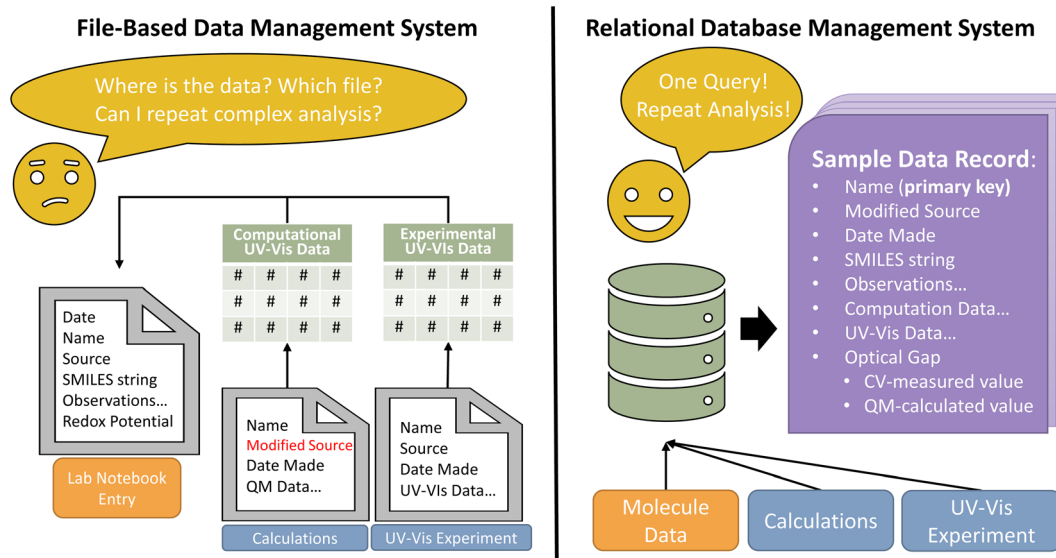 File-Based Data Management System
Where is the data? Which file?
Can I repeat complex analysis?
Computational
UV-Vis Data
# # # #
# # # #
# # # #
Experimental
UV-VIs Data
# # # #
# # # #
# # # #
Date
Name
Source
SMILES string
Observations...
Redox Potential
Lab Notebook
Entry
Name
Modified Source
Date Made
QM Data...
Calculations
Name
Source
Date Made
UV-VIs Data...
UV-Vis Experiment
Relational Database Management System
One Query!
Repeat Analysis!
Sample Data Record:
• Name (primary key)
• Modified Source
• Date Made
• SMILES string
• Observations...
• Computation Data...
• UV-Vis Data...
• Optical Gap
• CV-measured value
• QM-calculated value
Molecule
Data
Calculations
UV-Vis
Experiment